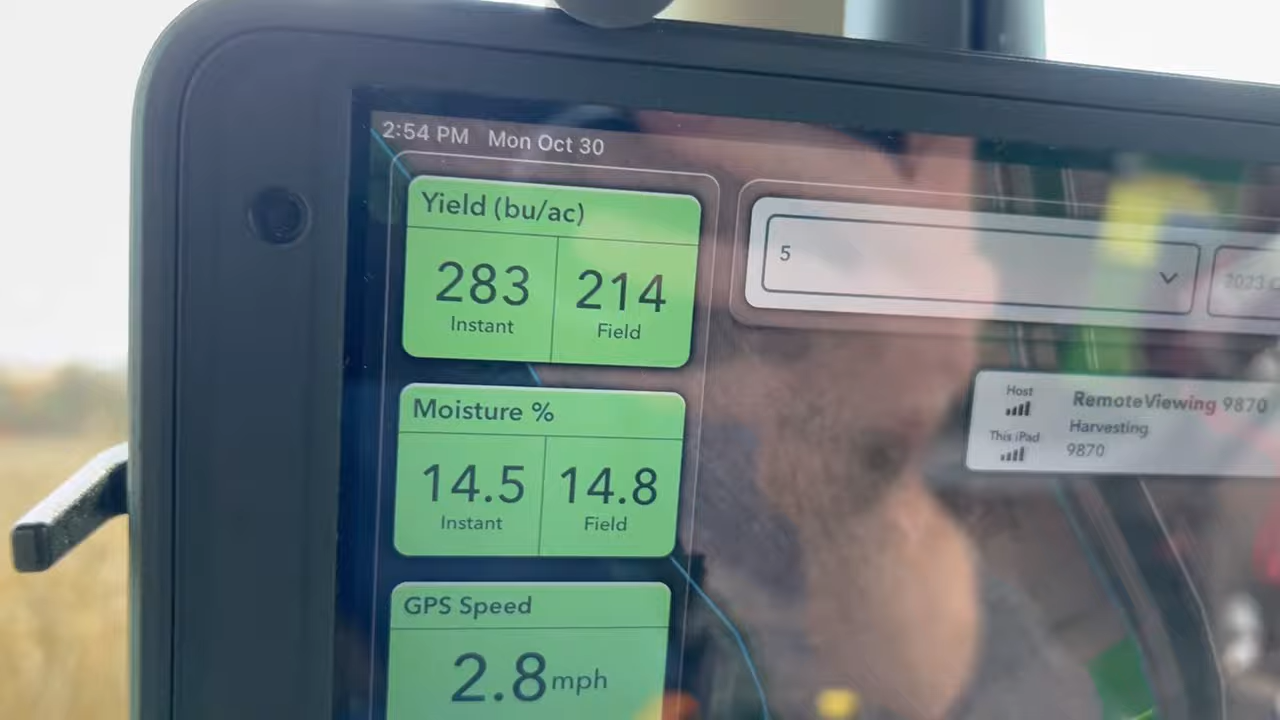 2:54 PM Mon Oct 30
Yield (bu/ac)
283 214
Instant Field
Moisture %
14.5 14.8
Instant Field
GPS Speed
2.8 mph
5
2023
Host
This iPad
RemoteViewing 9870
Harvesting
9870